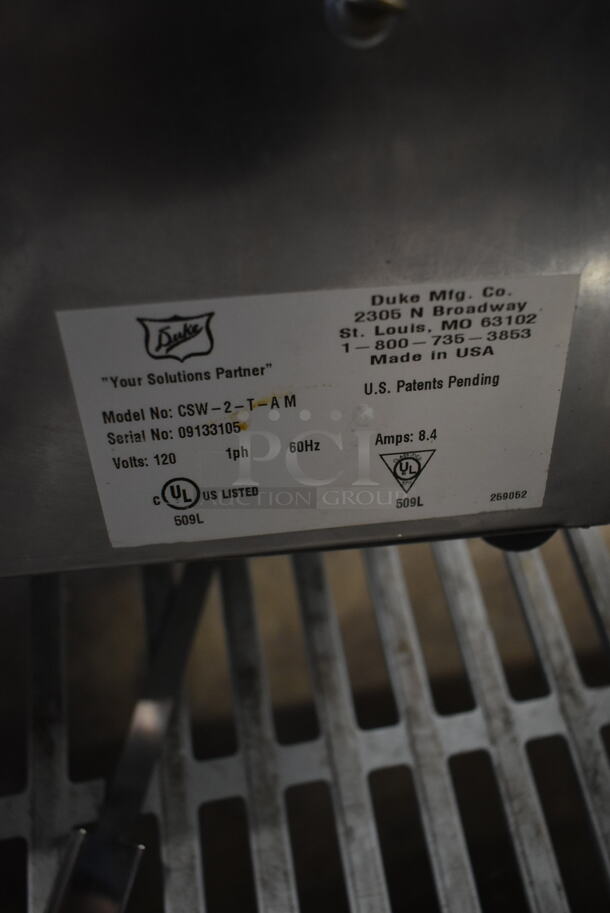 Duke
"Your Solutions Partner"
Duke Mfg. Co.
2305 N Broadway
St. Louis, MO 63102
1-800-735-3853
Made in USA
U.S. Patents Pending
Model No: CSW-2-T-A M
Serial No: 09133105
Volts: 120 1ph 60Hz Amps: 8.4
C UL US LISTED
509L
UL
509L
259052
PCI
AUCTION GROUP